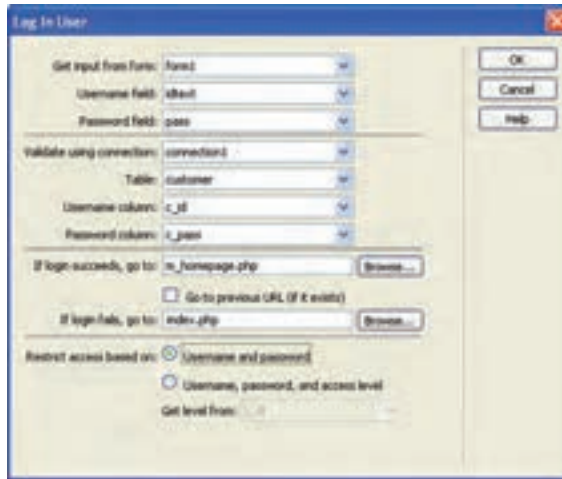 Log In User
Get input from form: form1
OK
Username field: idtext
Cancel
Password field: pass
Help
Validate using connection: connection1
Table: customer
Username column: c_id
Password column: c_pass
If login succeeds, go to: m_homepage.php Browse...
Go to previous URL (if it exists)
If login fails, go to: index.php Browse...
Restrict access based on: Username and password
Username, password, and access level
Get level from: